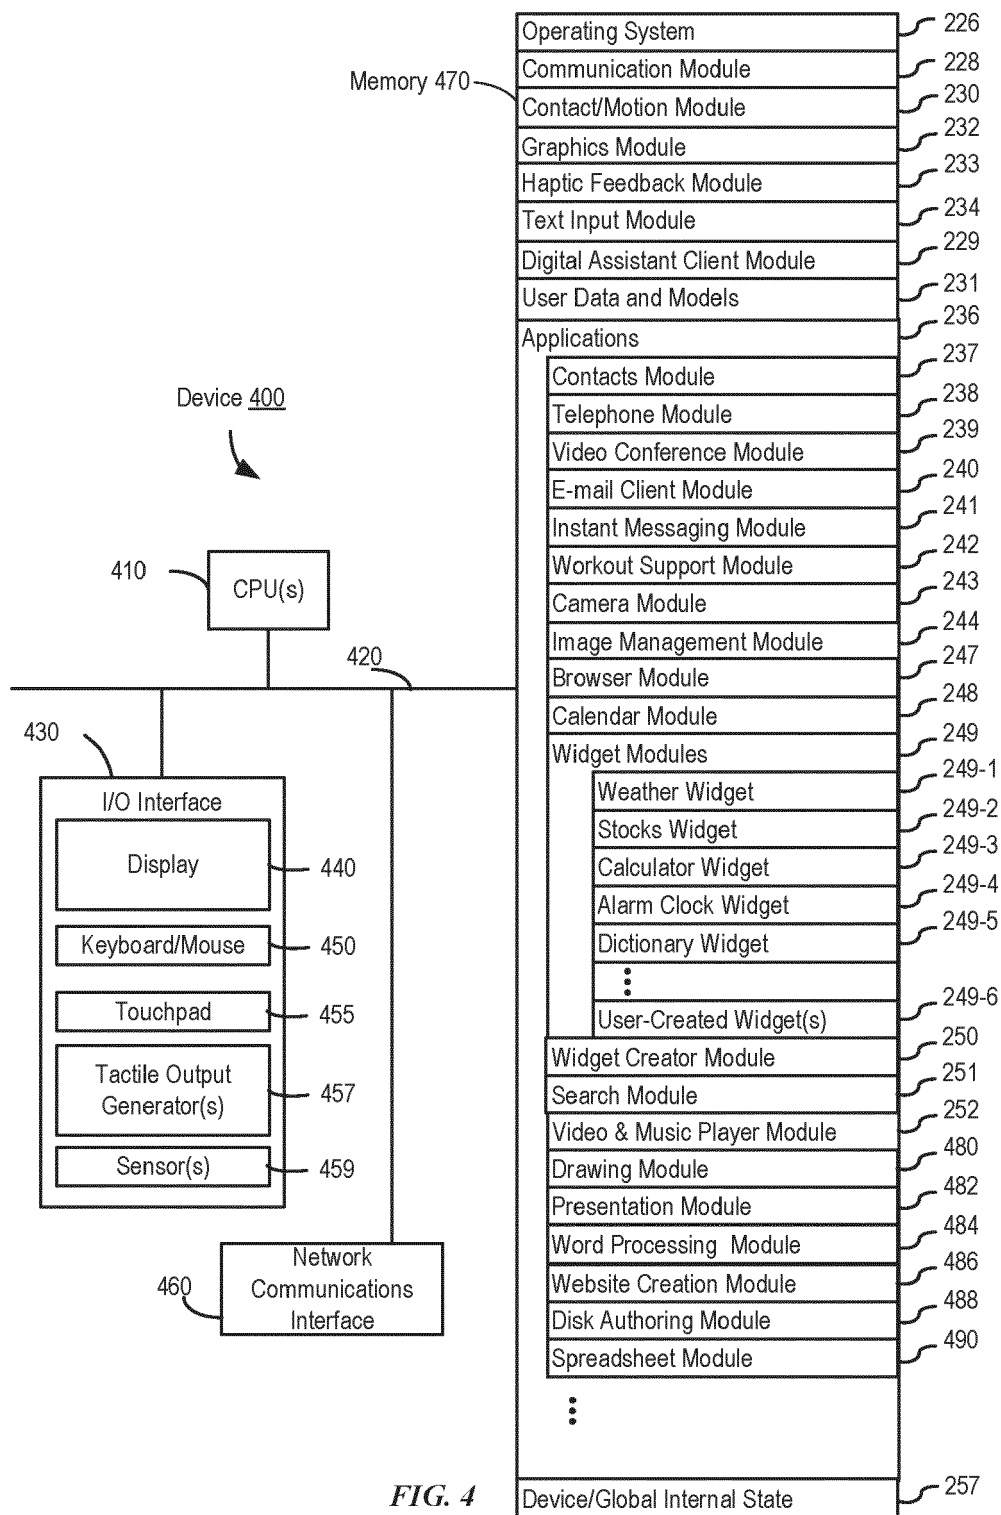 Operating System 226
Communication Module 228
Memory 470
Contact/Motion Module 230
Graphics Module 232
Haptic Feedback Module 233
Text Input Module 234
Digital Assistant Client Module 229
User Data and Models 231
Applications 236
Contacts Module 237
Device 400
Telephone Module 238
Video Conference Module 239
E-mail Client Module 240
Instant Messaging Module 241
Workout Support Module 242
410
CPU(s)
Camera Module 243
Image Management Module 244
420
Browser Module 247
Calendar Module 248
430
Widget Modules 249
I/O Interface
Weather Widget 249-1
Stocks Widget 249-2
Display 440
Calculator Widget 249-3
Alarm Clock Widget 249-4
Keyboard/Mouse 450
Dictionary Widget 249-5
Touchpad 455
User-Created Widget(s) 249-6
Widget Creator Module 250
Tactile Output
Generator(s) 457
Search Module 251
Video & Music Player Module 252
Sensor(s) 459
Drawing Module 480
Presentation Module 482
Word Processing Module 484
Network
Communications
Interface
460
Website Creation Module 486
Disk Authoring Module 488
Spreadsheet Module 490
FIG. 4
Device/Global Internal State 257